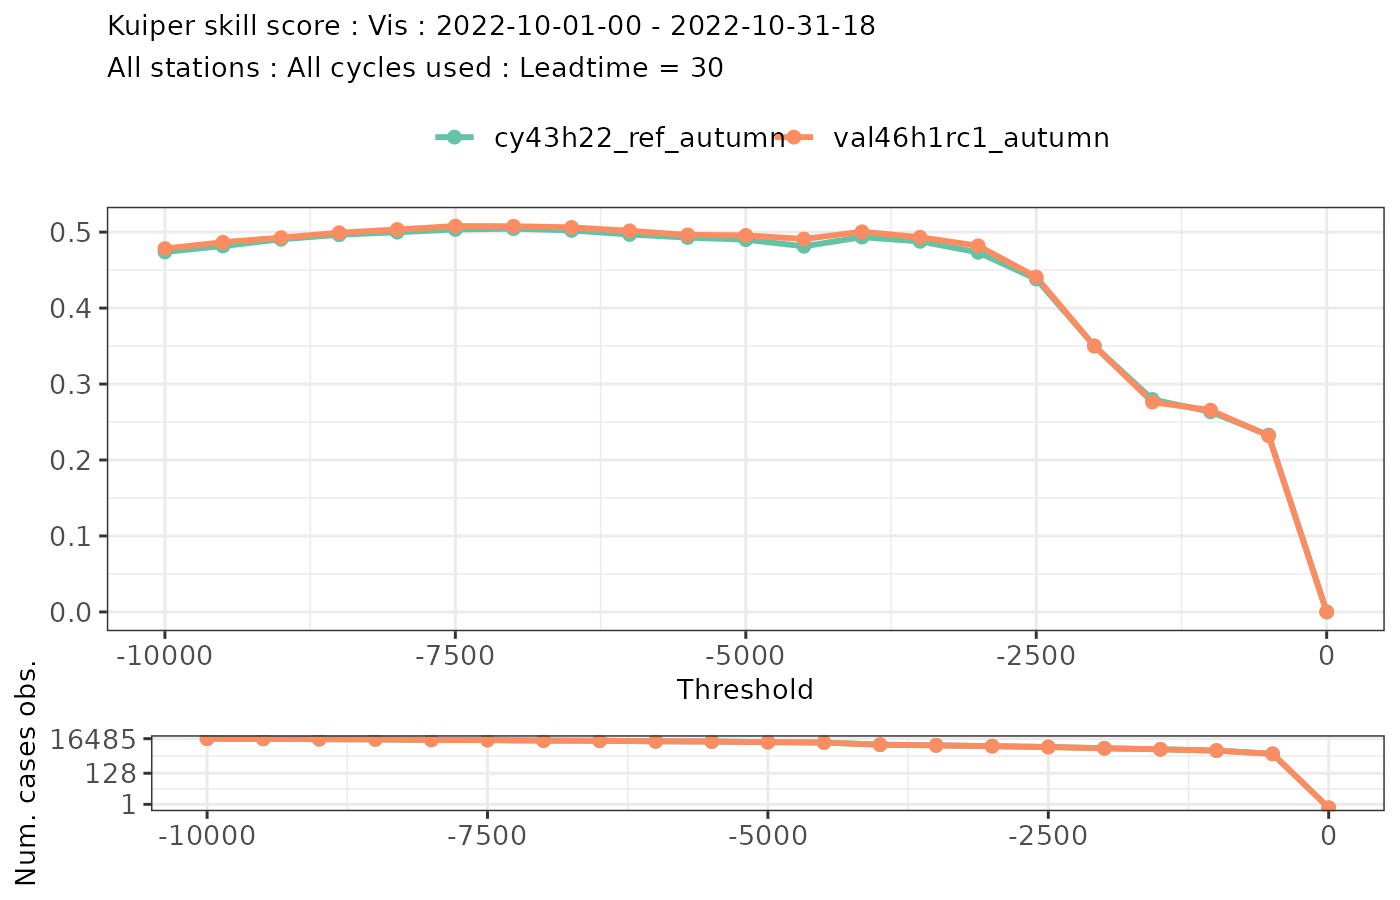 Kuiper skill score : Vis : 2022-10-01-00 - 2022-10-31-18
All stations : All cycles used : Leadtime = 30
cy43h22_ref_autumn val46h1rc1_autumn
0.5
0.4
0.3
0.2
0.1
0.0
-10000 -7500 -5000 -2500 0
Threshold
Num. cases obs.
16485
128
1
-10000 -7500 -5000 -2500 0